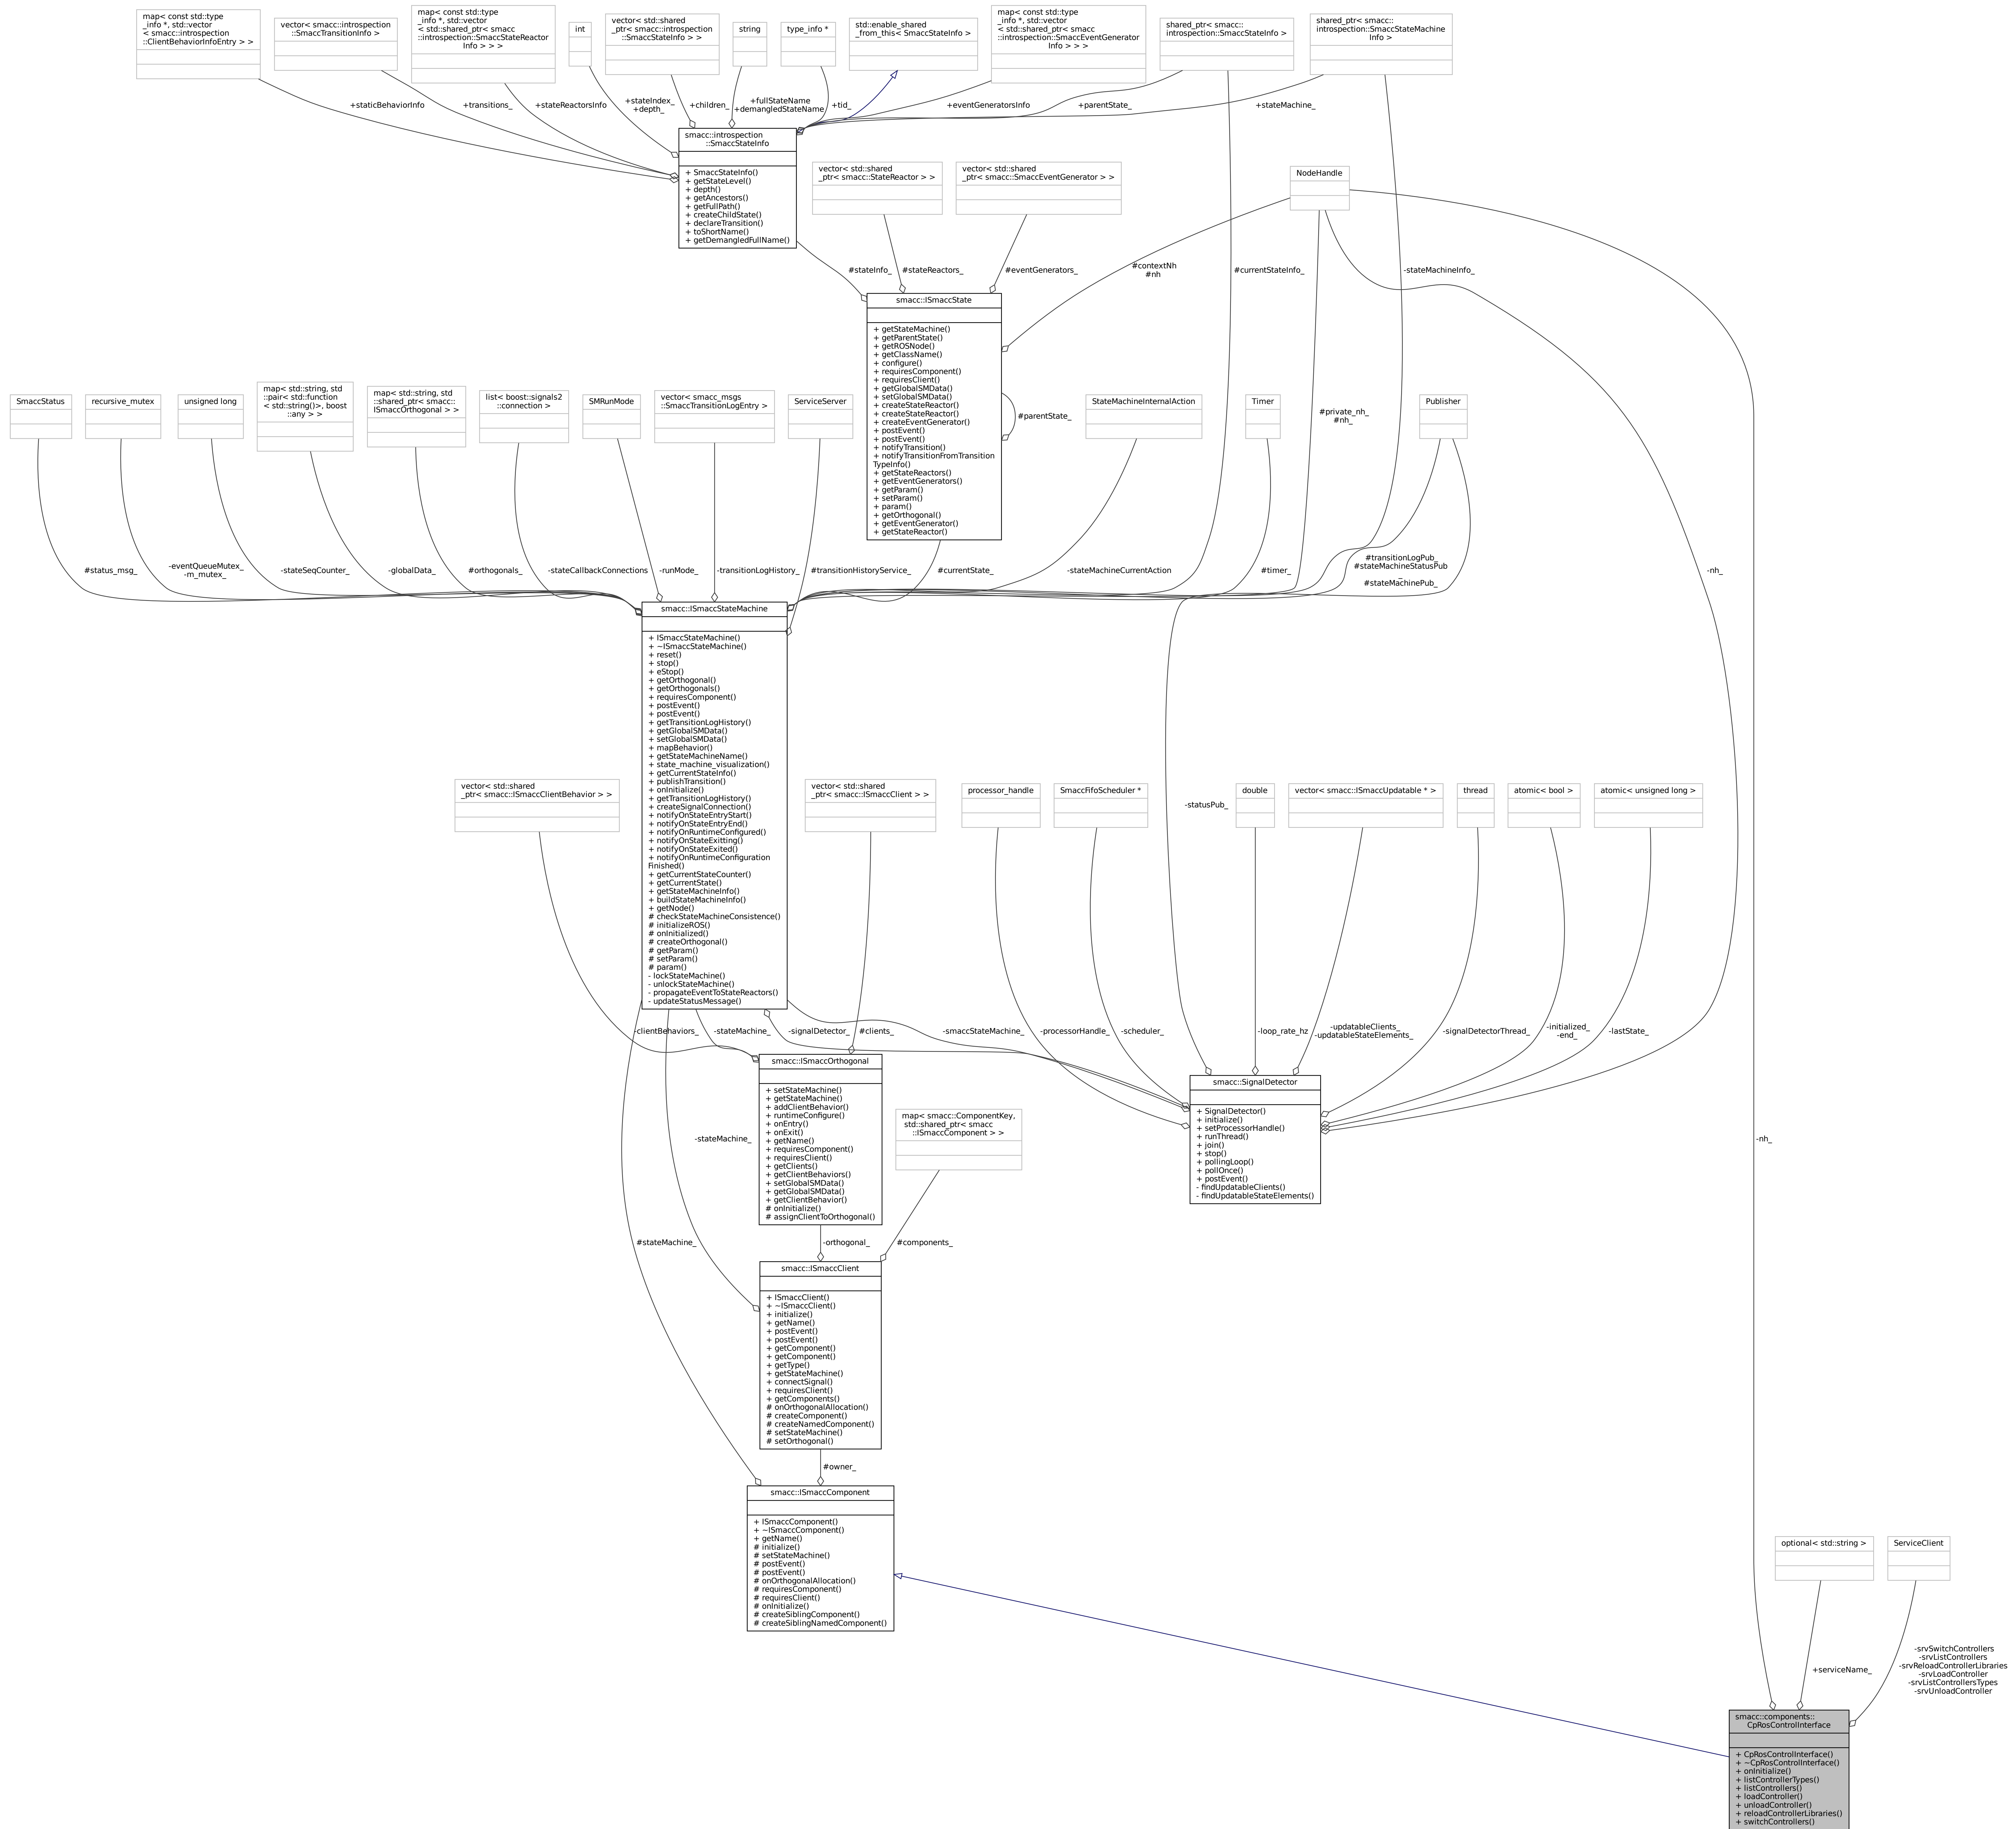 map< const std::type
_info *, std::vector
< smacc::introspection
::ClientBehaviorInfoEntry > >
vector< smacc::introspection
::SmaccTransitionInfo >
map< const std::type
_info *, std::vector
< std::shared_ptr< smacc
::introspection::SmaccStateReactor
Info > > >
int
vector< std::shared
_ptr< smacc::introspection
::SmaccStateInfo > >
string
type_info *
std::enable_shared
_from_this< SmaccStateInfo >
map< const std::type
_info *, std::vector
< std::shared_ptr< smacc
::introspection::SmaccEventGenerator
Info > > >
shared_ptr< smacc::
introspection::SmaccStateInfo >
shared_ptr< smacc::
introspection::SmaccStateMachine
Info >
+staticBehaviorInfo
+transitions_
+stateReactorsInfo
+stateIndex_
+depth_
+children_
+fullStateName
+demangledStateName
+tid_
+eventGeneratorsInfo
+parentState_
+stateMachine_
smacc::introspection
::SmaccStateInfo
+ SmaccStateInfo()
+ getStateLevel()
+ depth()
+ getAncestors()
+ getFullPath()
+ createChildState()
+ declareTransition()
+ toShortName()
+ getDemangledFullName()
vector< std::shared
_ptr< smacc::StateReactor > >
vector< std::shared
_ptr< smacc::SmaccEventGenerator > >
NodeHandle
#stateInfo_
#stateReactors_
#eventGenerators_
#contextNh
#nh
#currentStateInfo_
-stateMachineInfo_
smacc::ISmaccState
+ getStateMachine()
+ getParentState()
+ getROSNode()
+ getClassName()
+ configure()
+ requiresComponent()
+ requiresClient()
+ getGlobalSMData()
+ setGlobalSMData()
+ createStateReactor()
+ createStateReactor()
+ createEventGenerator()
+ postEvent()
+ postEvent()
+ notifyTransition()
+ notifyTransitionFromTransition
TypeInfo()
+ getStateReactors()
+ getEventGenerators()
+ getParam()
+ setParam()
+ param()
+ getOrthogonal()
+ getEventGenerator()
+ getStateReactor()
#parentState_
SmaccStatus
recursive_mutex
unsigned long
map< std::string, std
::pair< std::function
< std::string()>, boost
::any > >
map< std::string, std
::shared_ptr< smacc::
ISmaccOrthogonal > >
list< boost::signals2
::connection >
SMRunMode
vector< smacc_msgs
::SmaccTransitionLogEntry >
ServiceServer
StateMachineInternalAction
Timer
#private_nh_
#nh_
Publisher
#status_msg_
-eventQueueMutex_
-m_mutex_
-stateSeqCounter_
-globalData_
#orthogonals_
-stateCallbackConnections
-runMode_
-transitionLogHistory_
#transitionHistoryService_
#currentState_
-stateMachineCurrentAction
#timer_
#transitionLogPub_
#stateMachineStatusPub
_
#stateMachinePub_
-nh_
smacc::ISmaccStateMachine
+ ISmaccStateMachine()
+ ~ISmaccStateMachine()
+ reset()
+ stop()
+ eStop()
+ getOrthogonal()
+ getOrthogonals()
+ requiresComponent()
+ postEvent()
+ postEvent()
+ getTransitionLogHistory()
+ getGlobalSMData()
+ setGlobalSMData()
+ mapBehavior()
+ getStateMachineName()
+ state_machine_visualization()
+ getCurrentStateInfo()
+ publishTransition()
+ onInitialize()
+ getTransitionLogHistory()
+ createSignalConnection()
+ notifyOnStateEntryStart()
+ notifyOnStateEntryEnd()
+ notifyOnRuntimeConfigured()
+ notifyOnStateExitting()
+ notifyOnStateExited()
+ notifyOnRuntimeConfiguration
Finished()
+ getCurrentStateCounter()
+ getCurrentState()
+ getStateMachineInfo()
+ buildStateMachineInfo()
+ getNode()
# checkStateMachineConsistence()
# initializeROS()
# onInitialized()
# createOrthogonal()
# getParam()
# setParam()
# param()
- lockStateMachine()
- unlockStateMachine()
- propagateEventToStateReactors()
- updateStatusMessage()
vector< std::shared
_ptr< smacc::ISmaccClientBehavior > >
vector< std::shared
_ptr< smacc::ISmaccClient > >
processor_handle
SmaccFifoScheduler *
-statusPub_
double
vector< smacc::ISmaccUpdatable * >
thread
atomic< bool >
atomic< unsigned long >
-clientBehaviors_
-stateMachine_
-signalDetector_
#clients_
-smaccStateMachine_
-processorHandle_
-scheduler_
-loop_rate_hz
-updatableClients_
-updatableStateElements_
-signalDetectorThread_
-initialized_
-end_
-lastState_
smacc::ISmaccOrthogonal
+ setStateMachine()
+ getStateMachine()
+ addClientBehavior()
+ runtimeConfigure()
+ onEntry()
+ onExit()
+ getName()
+ requiresComponent()
+ requiresClient()
+ getClients()
+ getClientBehaviors()
+ setGlobalSMData()
+ getGlobalSMData()
+ getClientBehavior()
# onInitialize()
# assignClientToOrthogonal()
smacc::SignalDetector
+ SignalDetector()
+ initialize()
+ setProcessorHandle()
+ runThread()
+ join()
+ stop()
+ pollingLoop()
+ pollOnce()
+ postEvent()
- findUpdatableClients()
- findUpdatableStateElements()
map< smacc::ComponentKey,
std::shared_ptr< smacc
::ISmaccComponent > >
-stateMachine_
-nh_
#stateMachine_
-orthogonal_
#components_
smacc::ISmaccClient
+ ISmaccClient()
+ ~ISmaccClient()
+ initialize()
+ getName()
+ postEvent()
+ postEvent()
+ getComponent()
+ getComponent()
+ getType()
+ getStateMachine()
+ connectSignal()
+ requiresClient()
+ getComponents()
# onOrthogonalAllocation()
# createComponent()
# createNamedComponent()
# setStateMachine()
# setOrthogonal()
#owner_
smacc::ISmaccComponent
+ ISmaccComponent()
+ ~ISmaccComponent()
+ getName()
# initialize()
# setStateMachine()
# postEvent()
# postEvent()
# onOrthogonalAllocation()
# requiresComponent()
# requiresClient()
# onInitialize()
# createSiblingComponent()
# createSiblingNamedComponent()
optional< std::string >
ServiceClient
+serviceName_
-srvSwitchControllers
-srvListControllers
-srvReloadControllerLibraries
-srvLoadController
-srvListControllersTypes
-srvUnloadController
smacc::components::
CpRosControlInterface
+ CpRosControlInterface()
+ ~CpRosControlInterface()
+ onInitialize()
+ listControllerTypes()
+ listControllers()
+ loadController()
+ unloadController()
+ reloadControllerLibraries()
+ switchControllers()